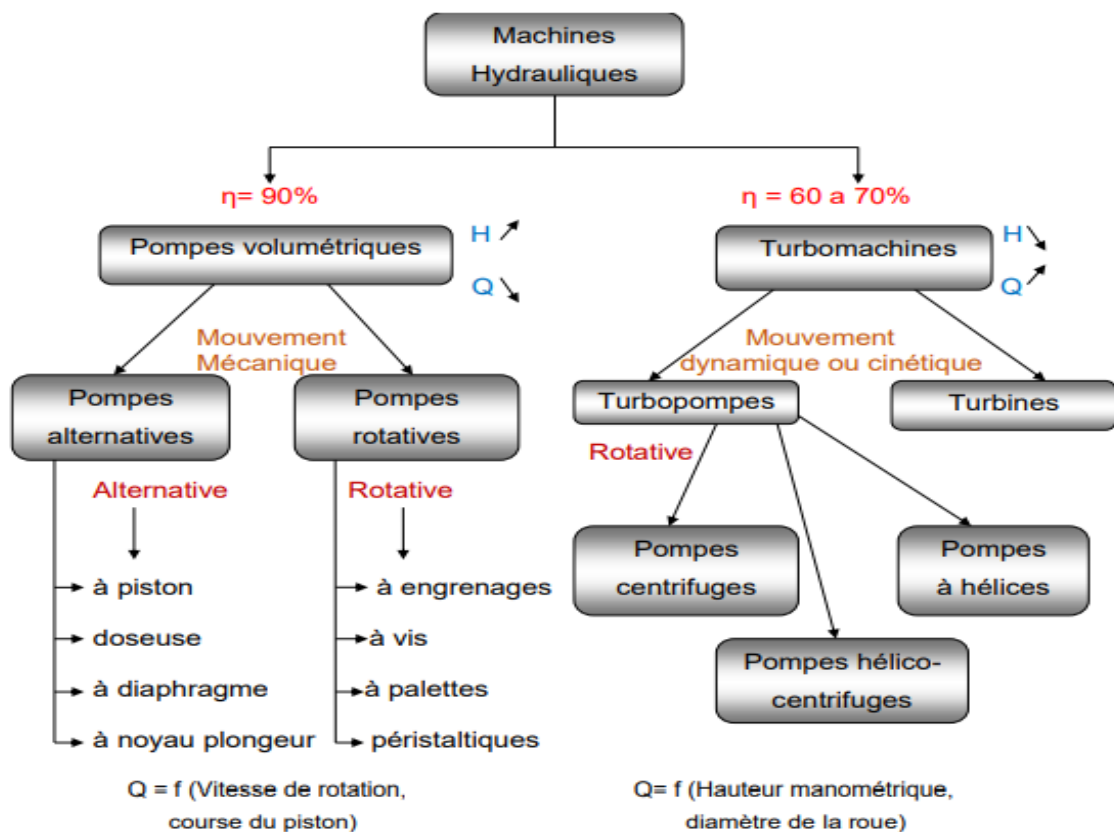 Machines
Hydrauliques
η= 90%
η = 60 a 70%
Pompes volumétriques
H
Q
Turbomachines
H
Q
Mouvement
Mécanique
Mouvement
dynamique ou cinétique
Pompes
alternatives
Pompes
rotatives
Turbopompes
Turbines
Alternative
Rotative
Rotative
à piston
doseuse
à diaphragme
à noyau plongeur
à engrenages
à vis
à palettes
péristaltiques
Pompes
centrifuges
Pompes
à hélices
Pompes hélico-
centrifuges
Q = f (Vitesse de rotation,
course du piston)
Q= f (Hauteur manométrique,
diamètre de la roue)